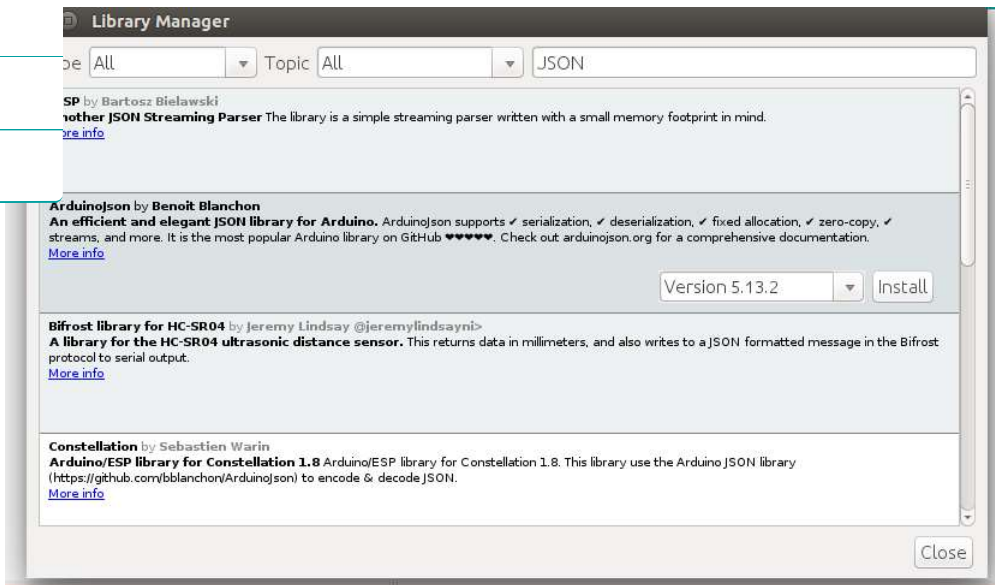 Library Manager
pe All Topic All JSON
SP by Bartosz Bielawski
nother JSON Streaming Parser The library is a simple streaming parser written with a small memory footprint in mind.
ore info
ArduinoJson by Benoit Blanchon
An efficient and elegant JSON library for Arduino. ArduinoJson supports ✔ serialization, ✔ deserialization, ✔ fixed allocation, ✔ zero-copy, ✔
streams, and more. It is the most popular Arduino library on GitHub ❤❤❤❤❤. Check out arduinojson.org for a comprehensive documentation.
More info
Version 5.13.2 Install
Bifrost library for HC-SR04 by Jeremy Lindsay @jeremylindsayni>
A library for the HC-SR04 ultrasonic distance sensor. This returns data in millimeters, and also writes to a JSON formatted message in the Bifrost
protocol to serial output.
More info
Constellation by Sebastien Warin
Arduino/ESP library for Constellation 1.8 Arduino/ESP library for Constellation 1.8. This library use the Arduino JSON library
(https://github.com/bblanchon/ArduinoJson) to encode & decode JSON.
More info
Close